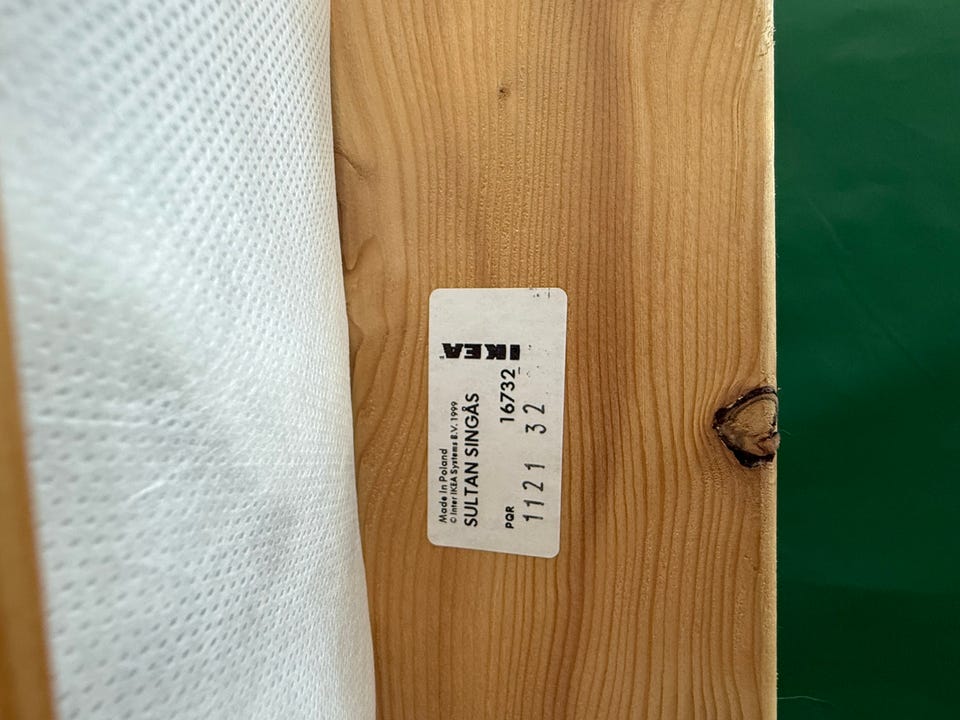 Made in Poland
© Inter IKEA Systems B.V. 1999
SULTAN SINGÅS
IKEA
PQR 16732
1121 32